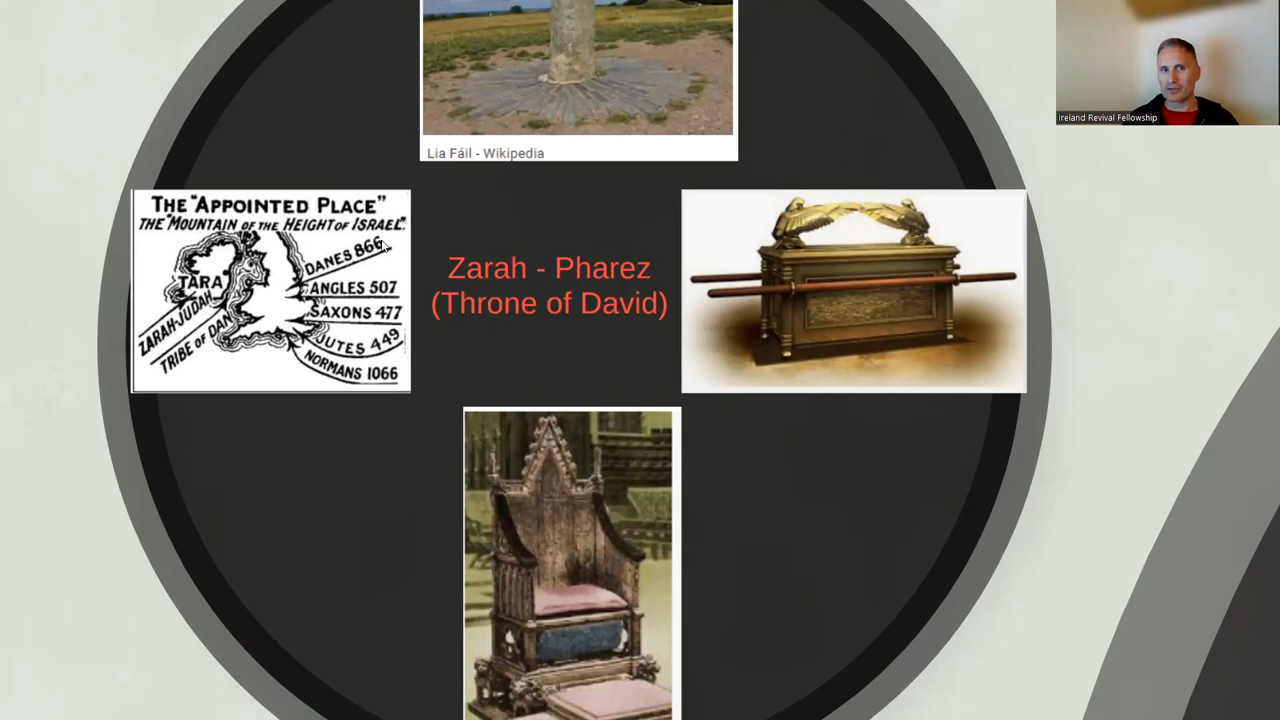 Ireland Revival Fellowship
Lia Fáil - Wikipedia
THE "APPOINTED PLACE"
THE "MOUNTAIN OF THE HEIGHT OF ISRAEL".
DANES 866
TARA
ANGLES 507
SAXONS 477
ZARAH-JUDAH
TRIBE OF DAN
JUTES 449
NORMANS 1066
Zarah - Pharez
(Throne of David)